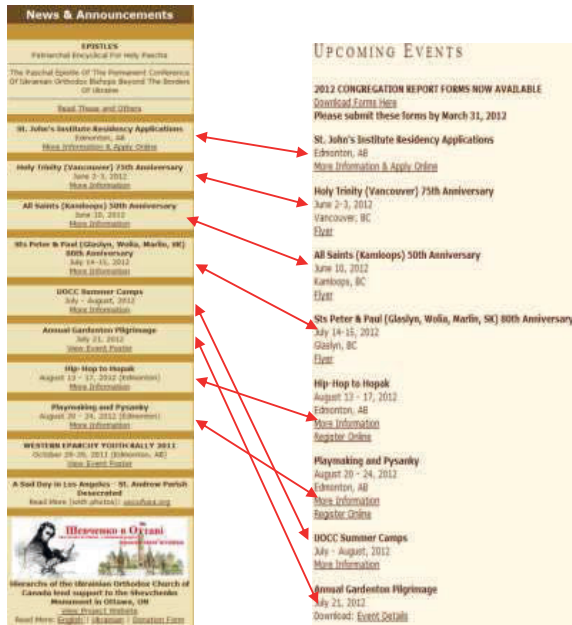 News & Announcements
EPISTLES
Patriarchal Encyclical For Holy Pascha
The Paschal Epistle Of The Permanent Conference
Of Ukrainian Orthodox Bishops Beyond The Borders
Of Ukraine
Read These and Others
St. John's Institute Residency Applications
Edmonton, AB
More Information & Apply Online
Holy Trinity (Vancouver) 75th Anniversary
June 2-3, 2012
More Information
All Saints (Kamloops) 50th Anniversary
June 10, 2012
More Information
Sts Peter & Paul (Glaslyn, Wolia, Marlin, SK)
80th Anniversary
July 14-15, 2012
More Information
UOCC Summer Camps
July - August, 2012
More Information
Annual Gardenton Pilgrimage
July 21, 2012
View Event Poster
Hip-Hop to Hopak
August 13 - 17, 2012 (Edmonton)
More Information
Playmaking and Pysanky
August 20 - 24, 2012 (Edmonton)
More Information
WESTERN EPARCHY YOUTH RALLY 2011
October 28-29, 2011 (Edmonton, AB)
View Event Poster
A Sad Day in Los Angeles - St. Andrew Parish
Desecrated
Read More (with photos):
Шевченко в Оттаві
Hierarchs of the Ukrainian Orthodox Church of
Canada lend support to the Shevchenko
Monument in Ottawa, ON
View Project Website
Read More: English | Ukrainian | Donation Form
UPCOMING EVENTS
2012 CONGREGATION REPORT FORMS NOW AVAILABLE
Download Forms Here
Please submit these forms by March 31, 2012
St. John's Institute Residency Applications
Edmonton, AB
More Information & Apply Online
Holy Trinity (Vancouver) 75th Anniversary
June 2-3, 2012
Vancouver, BC
Flyer
All Saints (Kamloops) 50th Anniversary
June 10, 2012
Kamloops, BC
Flyer
Sts Peter & Paul (Glaslyn, Wolia, Marlin, SK) 80th Anniversary
July 14-15, 2012
Glaslyn, BC
Flyer
Hip-Hop to Hopak
August 13 - 17, 2012
Edmonton, AB
More Information
Register Online
Playmaking and Pysanky
August 20 - 24, 2012
Edmonton, AB
More Information
Register Online
UOCC Summer Camps
July - August, 2012
More Information
Annual Gardenton Pilgrimage
July 21, 2012
Download: Event Details